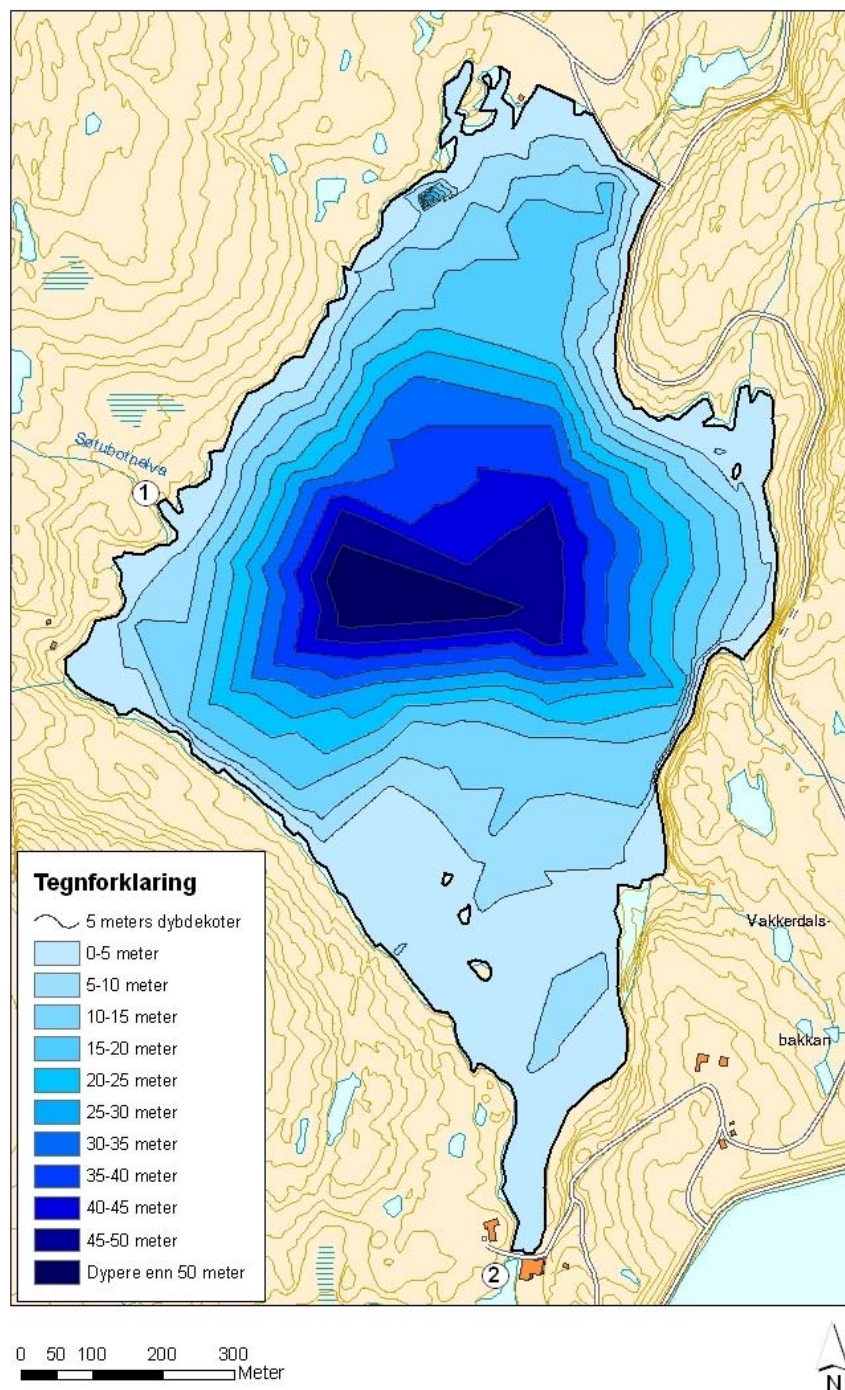 Søtubotnelva
1
Vakkerdals-
bakkan
2
Tegnforklaring
5 meters dybdekoter
0-5 meter
5-10 meter
10-15 meter
15-20 meter
20-25 meter
25-30 meter
30-35 meter
35-40 meter
40-45 meter
45-50 meter
Dypere enn 50 meter
0 50 100 200 300
Meter
N